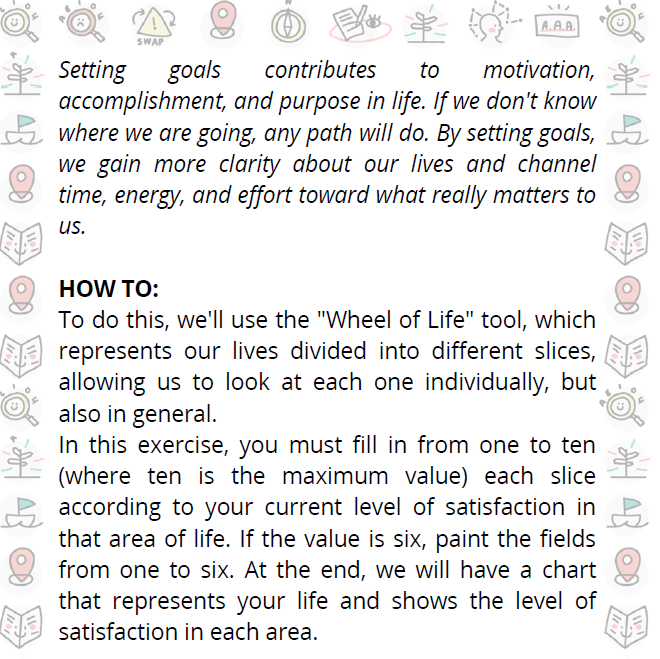 SWAP
A.A.A.
Setting goals contributes to motivation,
accomplishment, and purpose in life. If we don't know
where we are going, any path will do. By setting goals,
we gain more clarity about our lives and channel
time, energy, and effort toward what really matters to
us.
HOW TO:
To do this, we'll use the "Wheel of Life" tool, which
represents our lives divided into different slices,
allowing us to look at each one individually, but
also in general.
In this exercise, you must fill in from one to ten
(where ten is the maximum value) each slice
according to your current level of satisfaction in
that area of life. If the value is six, paint the fields
from one to six. At the end, we will have a chart
that represents your life and shows the level of
satisfaction in each area.